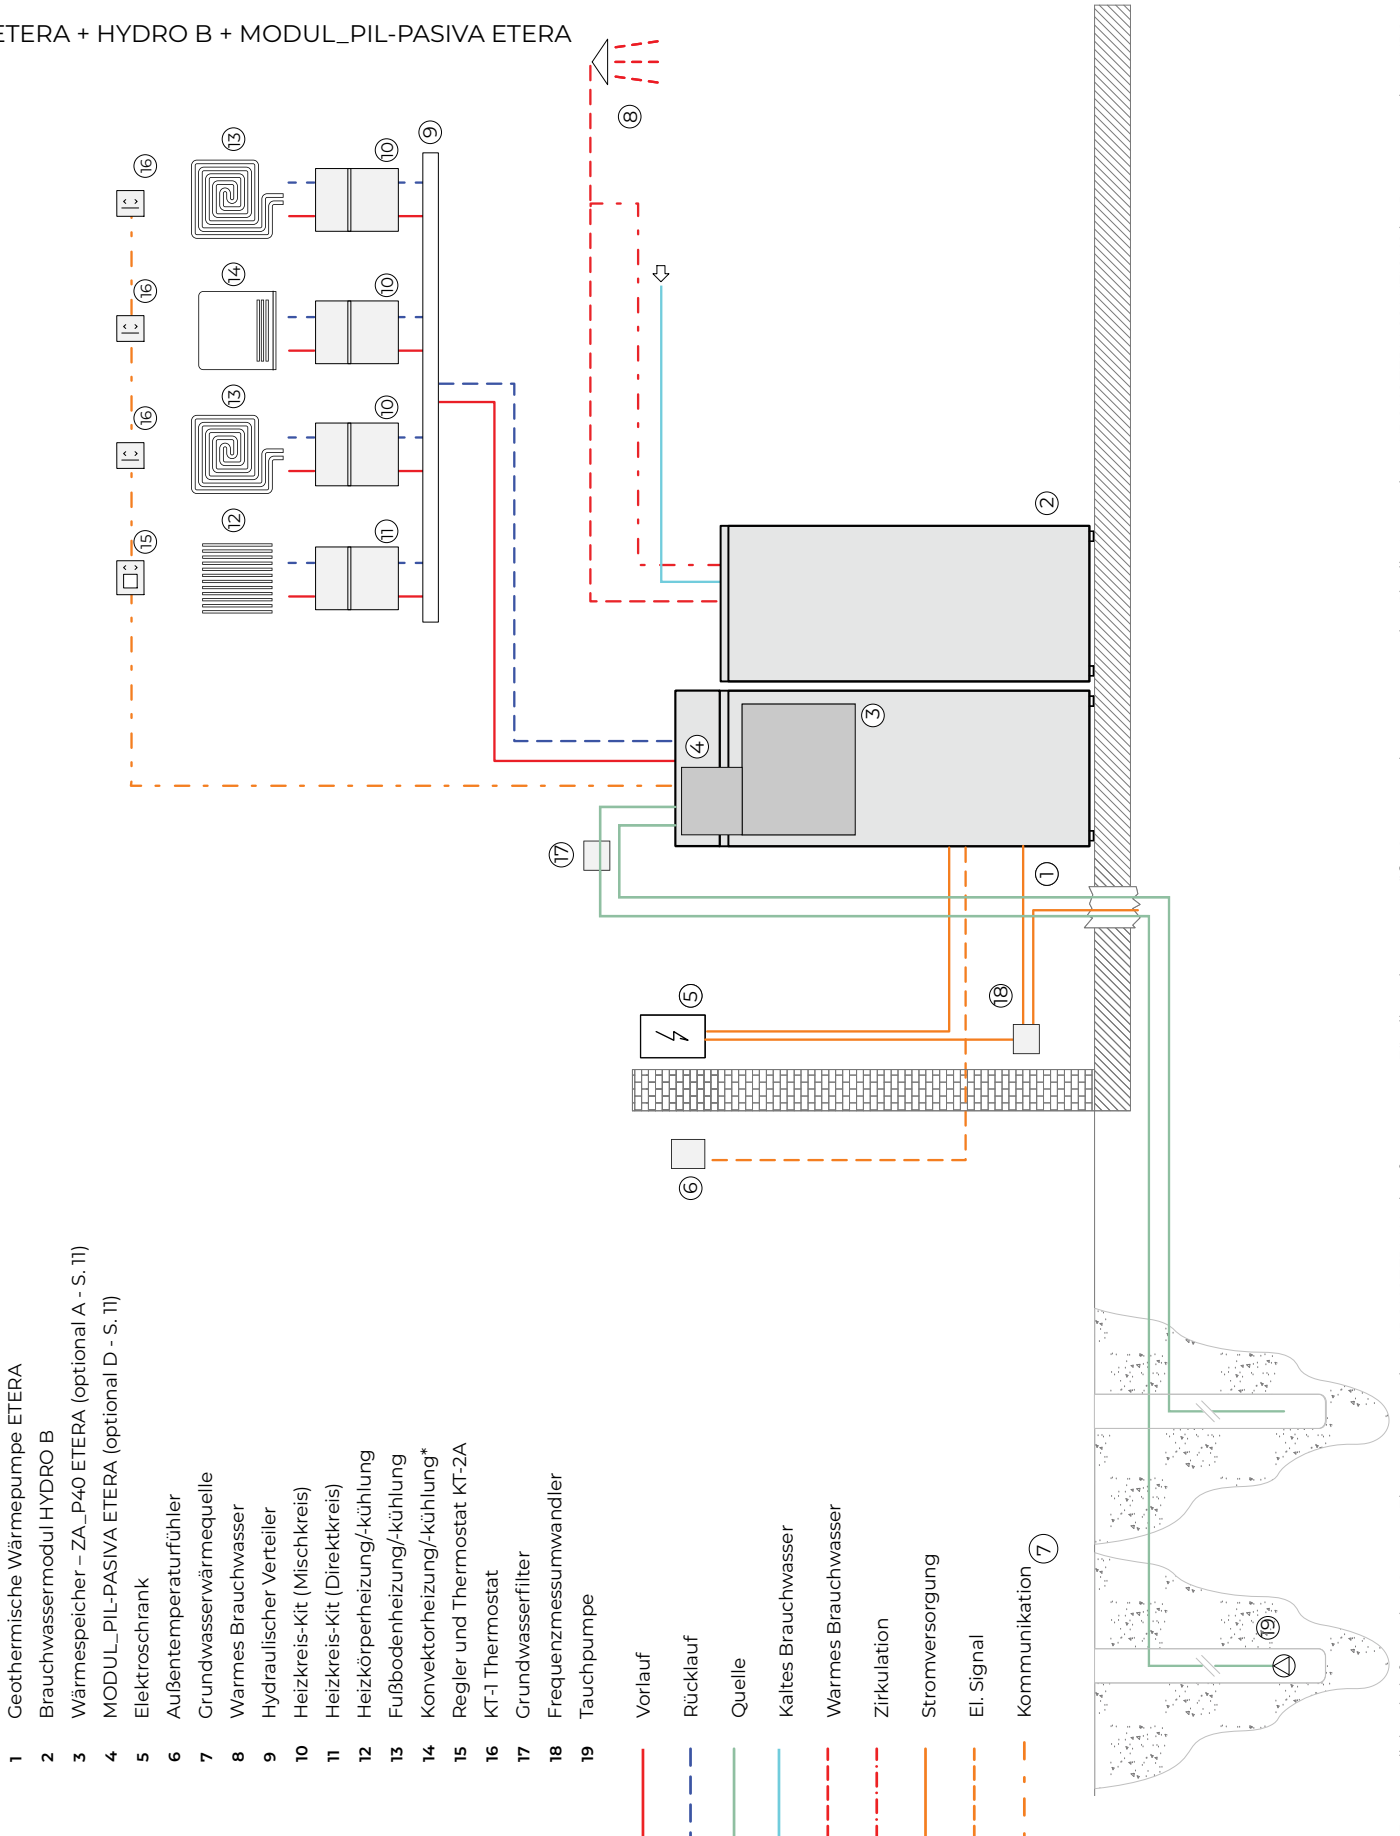 ETERA + HYDRO B + MODUL_PIL-PASIVA ETERA
1 Geothermische Wärmepumpe ETERA
2 Brauchwassermodul HYDRO B
3 Wärmespeicher – ZA_P40 ETERA (optional A - S. 11)
4 MODUL_PIL-PASIVA ETERA (optional D - S. 11)
5 Elektroschrank
6 Außentemperaturfühler
7 Grundwasserwärmequelle
8 Warmes Brauchwasser
9 Hydraulischer Verteiler
10 Heizkreis-Kit (Mischkreis)
11 Heizkreis-Kit (Direktkreis)
12 Heizkörperheizung/-kühlung
13 Fußbodenheizung/-kühlung
14 Konvektorheizung/-kühlung*
15 Regler und Thermostat KT-2A
16 KT-1 Thermostat
17 Grundwasserfilter
18 Frequenzmessumwandler
19 Tauchpumpe
Vorlauf
Rücklauf
Quelle
Kaltes Brauchwasser
Warmes Brauchwasser
Zirkulation
Stromversorgung
El. Signal
Kommunikation
15
16
16
16
12
13
14
13
11
10
10
10
9
8
4
3
2
17
1
5
18
6
7
19